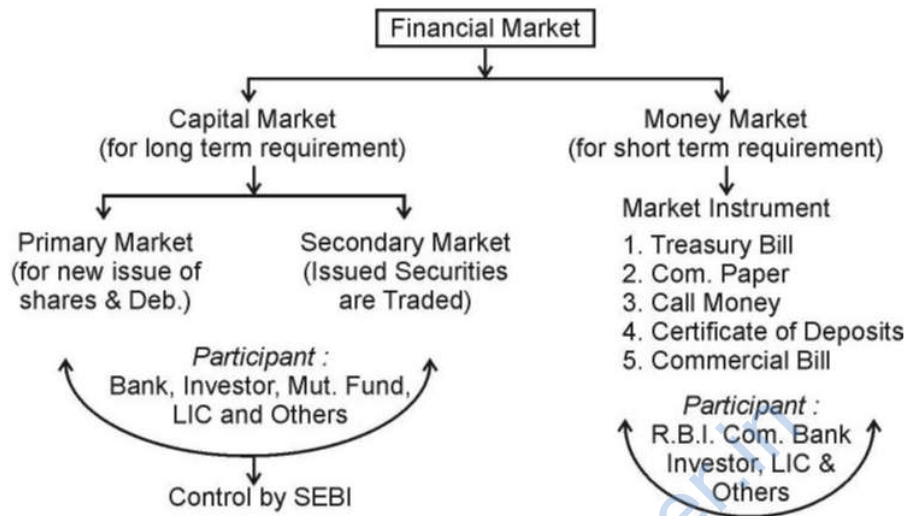 Financial Market
Capital Market
(for long term requirement)
Money Market
(for short term requirement)
Primary Market
(for new issue of
shares & Deb.)
Secondary Market
(Issued Securities
are Traded)
Participant :
Bank, Investor, Mut. Fund,
LIC and Others
Control by SEBI
Market Instrument
1. Treasury Bill
2. Com. Paper
3. Call Money
4. Certificate of Deposits
5. Commercial Bill
Participant :
R.B.I. Com. Bank
Investor, LIC &
Others